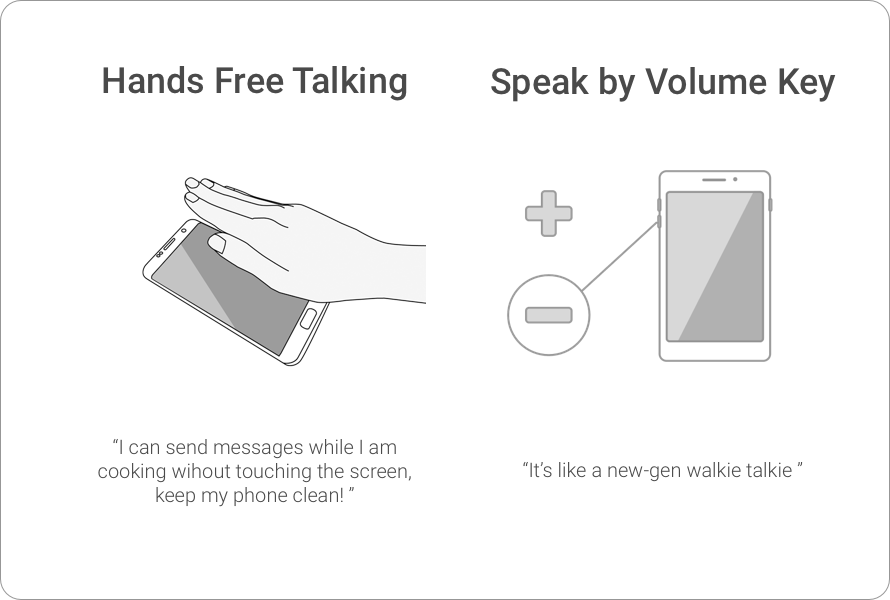 Hands Free Talking
Speak by Volume Key
“I can send messages while I am
cooking wihout touching the screen,
keep my phone clean! ”
“It’s like a new-gen walkie talkie ”